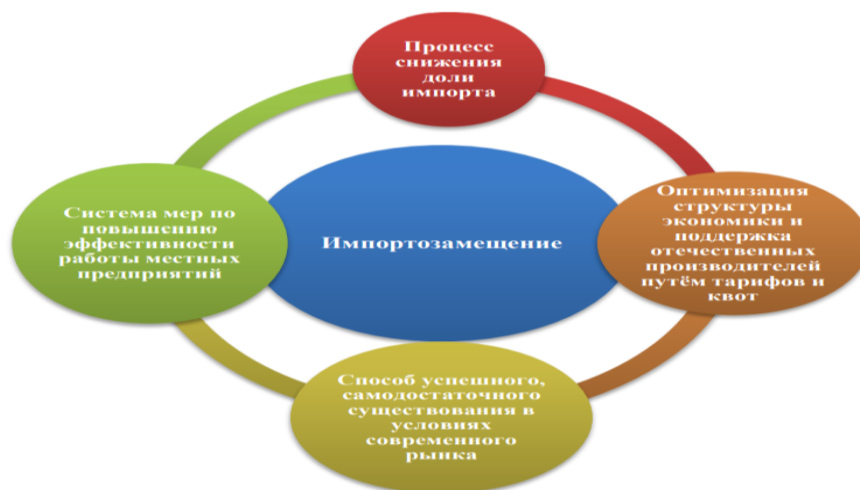 Процесс
снижения
доли
импорта
Система мер по
повышению
эффективности
работы местных
предприятий
Импортозамещение
Оптимизация
структуры
экономики и
поддержка
отечественных
производителей
путём тарифов и
квот
Способ успешного,
самодостаточного
существования в
условиях
современного
рынка